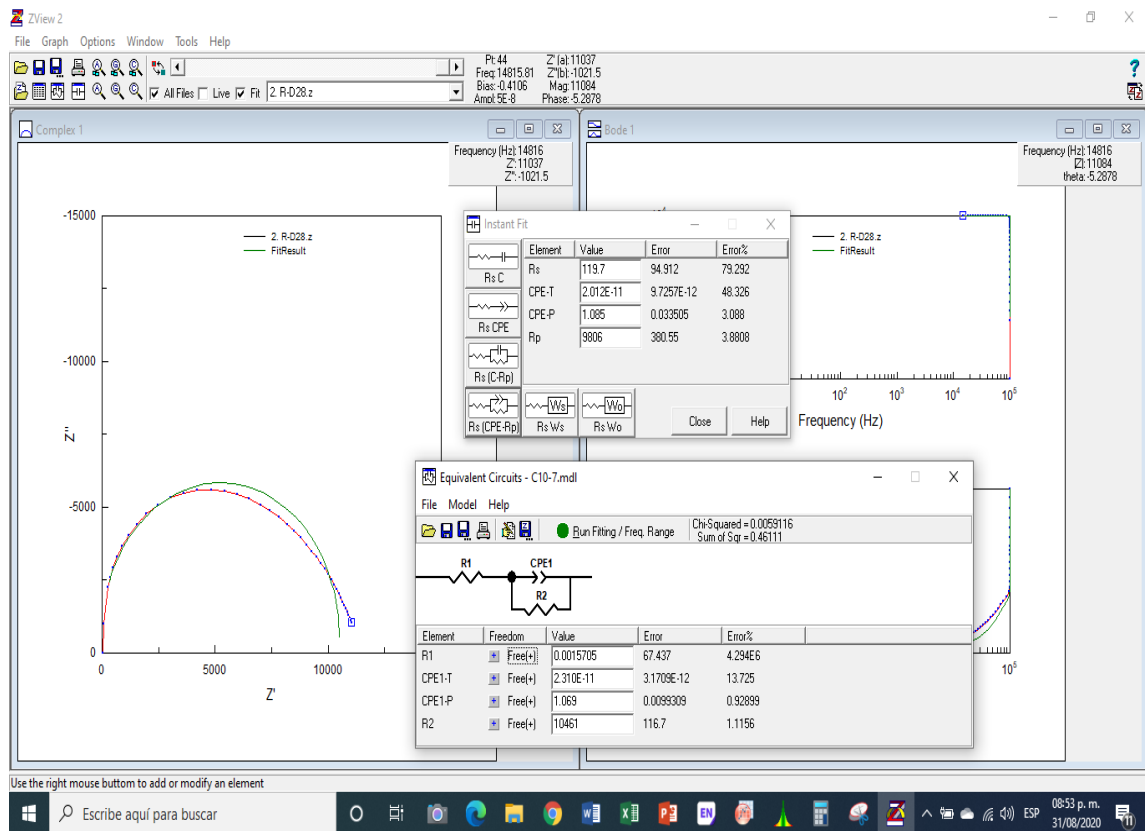 ZView 2
File Graph Options Window Tools Help
All Files Live Fit 2. R-D28.z
Pt: 44
Freq: 14815.81
Bias: -0.4106
Ampl: 5E-8
Z' (a): 11037
Z''(b): -1021.5
Mag: 11084
Phase: -5.2878
Complex 1
Frequency (Hz): 14816
Z': 11037
Z'': -1021.5
-15000
-10000
-5000
0
0 5000 10000
Z''
Z'
2. R-D28.z
FitResult
Bode 1
Frequency (Hz): 14816
|Z|: 11084
theta: -5.2878
2. R-D28.z
FitResult
10² 10³ 10⁴ 10⁵
Frequency (Hz)
10⁵
Instant Fit
Rs C
Rs CPE
Rs (C-Rp)
Rs (CPE-Rp)
Ws
Rs Ws
Wo
Rs Wo
Element Value Error Error%
Rs 119.7 94.912 79.292
CPE-T 2.012E-11 9.7257E-12 48.326
CPE-P 1.085 0.033505 3.088
Rp 9806 380.55 3.8808
Close Help
Equivalent Circuits - C10-7.mdl
File Model Help
Run Fitting / Freq. Range
Chi-Squared = 0.0059116
Sum of Sqr = 0.46111
R1 CPE1
R2
Element Freedom Value Error Error%
R1 Free(+) 0.0015705 67.437 4.294E6
CPE1-T Free(+) 2.310E-11 3.1709E-12 13.725
CPE1-P Free(+) 1.069 0.0099309 0.92899
R2 Free(+) 10461 116.7 1.1156
Use the right mouse buttom to add or modify an element
Escribe aquí para buscar
EN
ESP
08:53 p. m.
31/08/2020